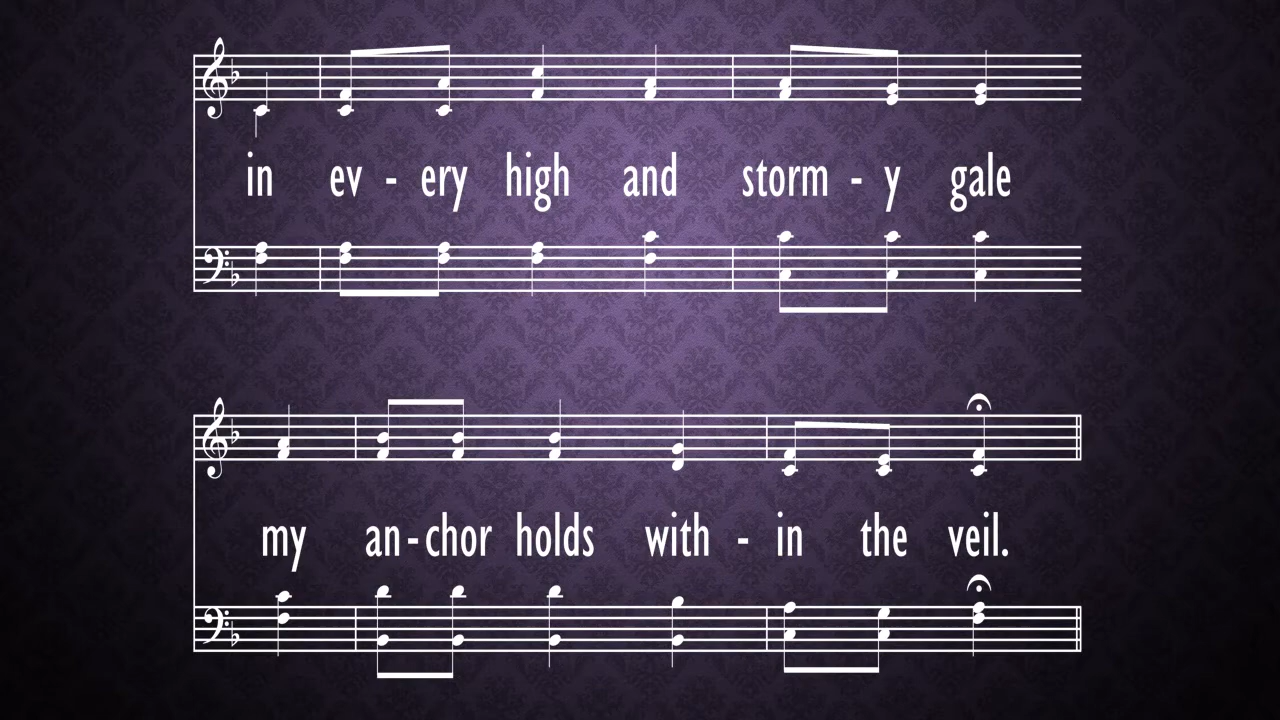 in ev - ery high and storm - y gale
my an - chor holds with - in the veil.